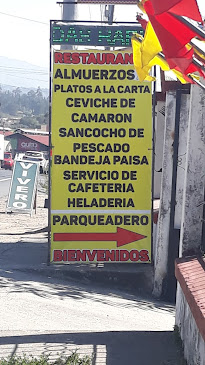 RESTAURANTE
ALMUERZOS
PLATOS A LA CARTA
CEVICHE DE
CAMARON
SANCOCHO DE
PESCADO
BANDEJA PAISA
SERVICIO DE
CAFETERIA
HELADERIA
PARQUEADERO
BIENVENIDOS
VIVERO